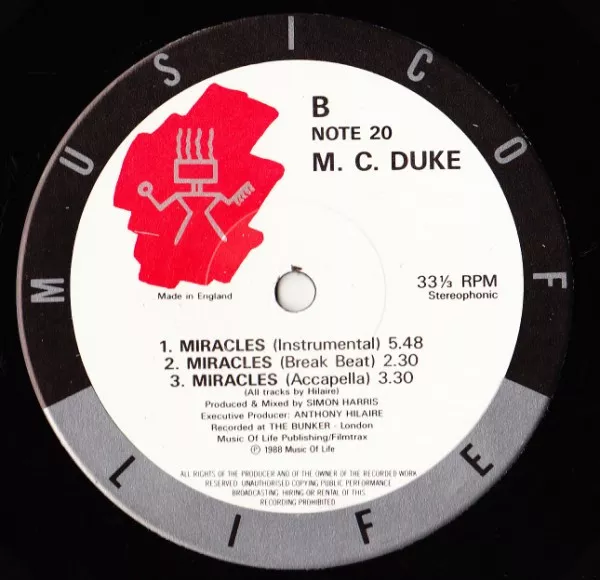 MUSIC OF
LIFE
B
NOTE 20
M. C. DUKE
Made in England
33⅓ RPM
Stereophonic
1. MIRACLES (Instrumental) 5.48
2. MIRACLES (Break Beat) 2.30
3. MIRACLES (Accapella) 3.30
(All tracks by Hilaire)
Produced & Mixed by SIMON HARRIS
Executive Producer: ANTHONY HILAIRE
Recorded at THE BUNKER - London
Music Of Life Publishing/Filmtrax
℗ 1988 Music Of Life
ALL RIGHTS OF THE PRODUCER AND OF THE OWNER OF THE RECORDED WORK
RESERVED. UNAUTHORISED COPYING PUBLIC PERFORMANCE
BROADCASTING HIRING OR RENTAL OF THIS
RECORDING PROHIBITED